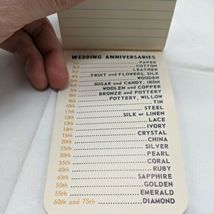 WEDDING ANNIVERSARIES
1st PAPER
2nd COTTON
3rd LEATHER
4th FRUIT and FLOWERS, SILK
5th WOODEN
6th SUGAR and CANDY, IRON
7th WOOLEN and COPPER
8th BRONZE and POTTERY
9th POTTERY, WILLOW
10th TIN
11th STEEL
12th SILK or LINEN
13th LACE
14th IVORY
15th CRYSTAL
20th CHINA
25th SILVER
30th PEARL
35th CORAL
40th RUBY
45th SAPPHIRE
50th GOLDEN
55th EMERALD
60th and 75th DIAMOND